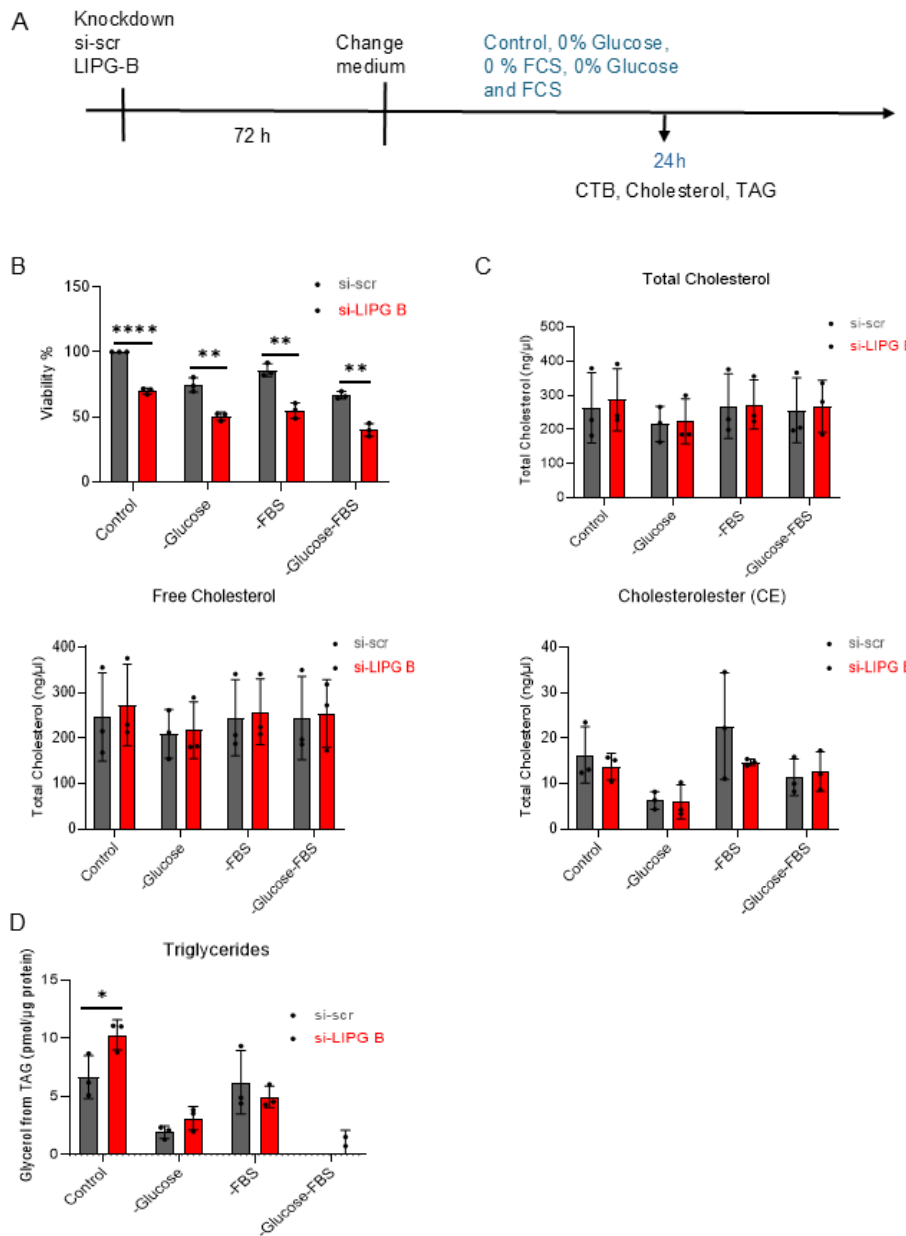 A
Knockdown
si-scr
LIPG-B
Change
medium
Control, 0% Glucose,
0 % FCS, 0% Glucose
and FCS
72 h
24h
CTB, Cholesterol, TAG
B
150
100
50
0
Viability %
****
**
**
**
si-scr
si-LIPG B
Control
-Glucose
-FBS
-Glucose-FBS
C
Total Cholesterol
500
400
300
200
100
0
Total Cholesterol (ng/µl)
si-scr
si-LIPG B
Control
-Glucose
-FBS
-Glucose-FBS
Free Cholesterol
400
300
200
100
0
Total Cholesterol (ng/µl)
si-scr
si-LIPG B
Control
-Glucose
-FBS
-Glucose-FBS
Cholesterolester (CE)
40
30
20
10
0
Total Cholesterol (ng/µl)
si-scr
si-LIPG B
Control
-Glucose
-FBS
-Glucose-FBS
D
Triglycerides
15
10
5
0
Glycerol from TAG (pmol/µg protein)
*
si-scr
si-LIPG B
Control
-Glucose
-FBS
-Glucose-FBS